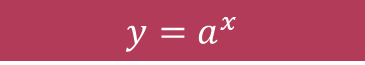 y = a^x